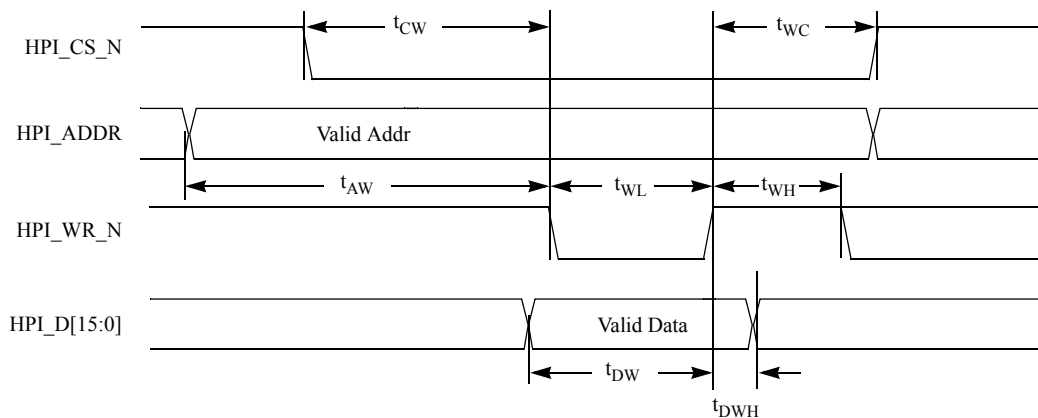 t_CW t_WC
HPI_CS_N
HPI_ADDR Valid Addr
t_AW t_WL t_WH
HPI_WR_N
HPI_D[15:0] Valid Data
t_DW
t_DWH